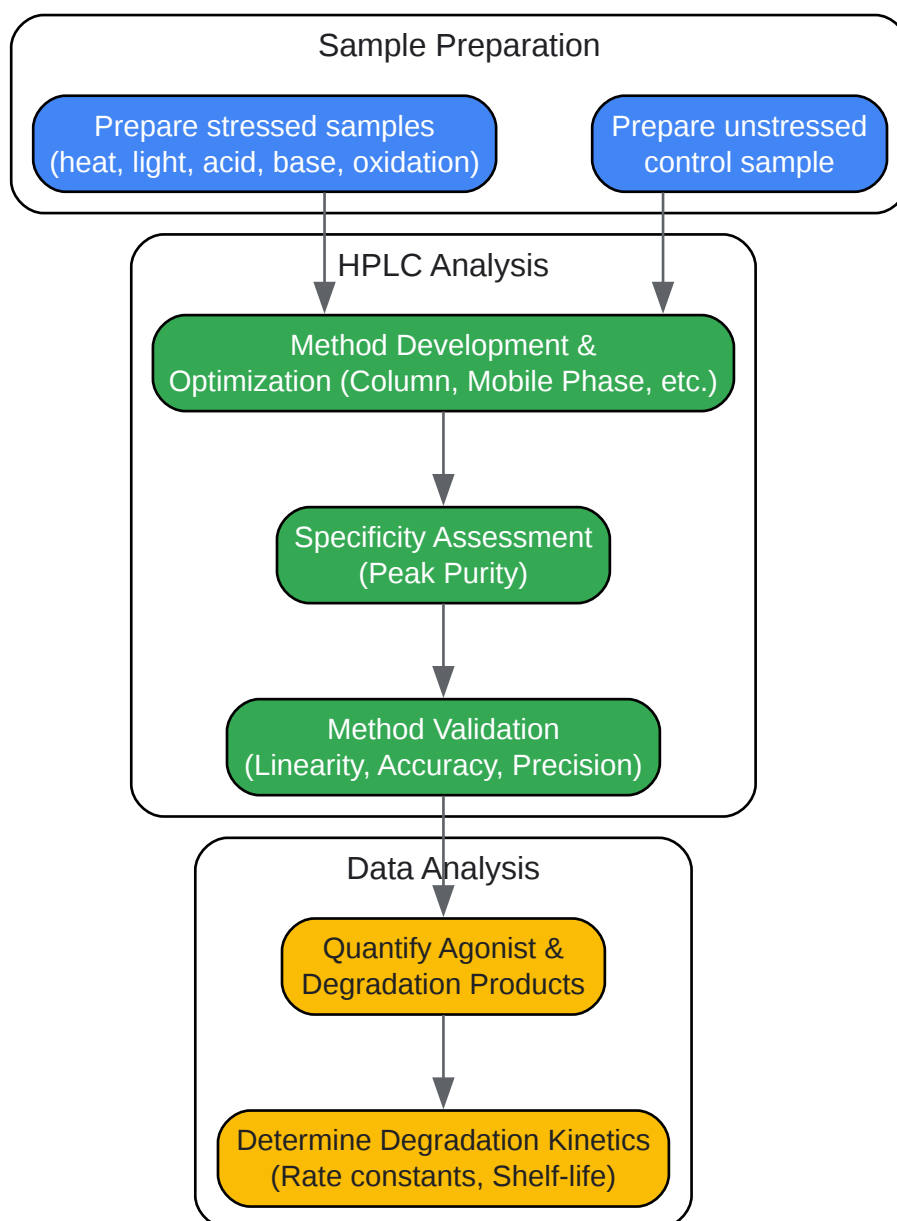 Sample Preparation
Prepare stressed samples
(heat, light, acid, base, oxidation)
Prepare unstressed
control sample
HPLC Analysis
Method Development &
Optimization (Column, Mobile Phase, etc.)
Specificity Assessment
(Peak Purity)
Method Validation
(Linearity, Accuracy, Precision)
Data Analysis
Quantify Agonist &
Degradation Products
Determine Degradation Kinetics
(Rate constants, Shelf-life)